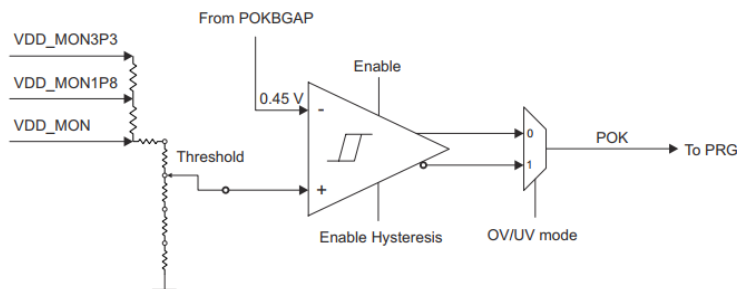 From POKBGAP
VDD_MON3P3
Enable
VDD_MON1P8
0.45 V
-
VDD_MON
0
POK
To PRG
Threshold
1
+
Enable Hysteresis
OV/UV mode